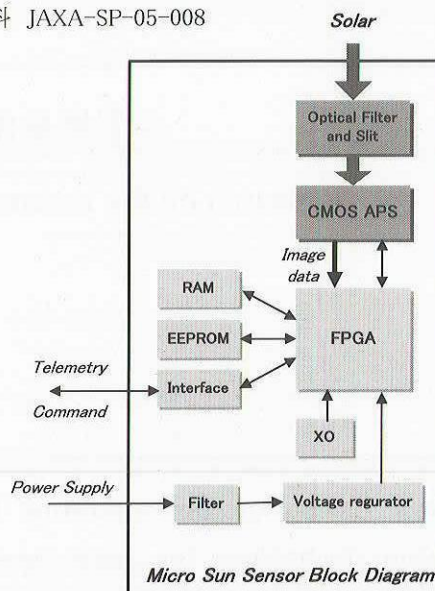 料 JAXA-SP-05-008
Solar
Optical Filter
and Slit
CMOS APS
Image
data
RAM
EEPROM
FPGA
Telemetry
Interface
Command
XO
Power Supply
Filter
Voltage regurator
Micro Sun Sensor Block Diagram